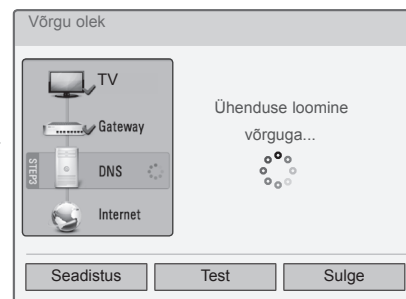 Võrgu olek
TV
Gateway
STEP3
DNS
Internet
Ühenduse loomine
võrguga...
Seadistus
Test
Sulge